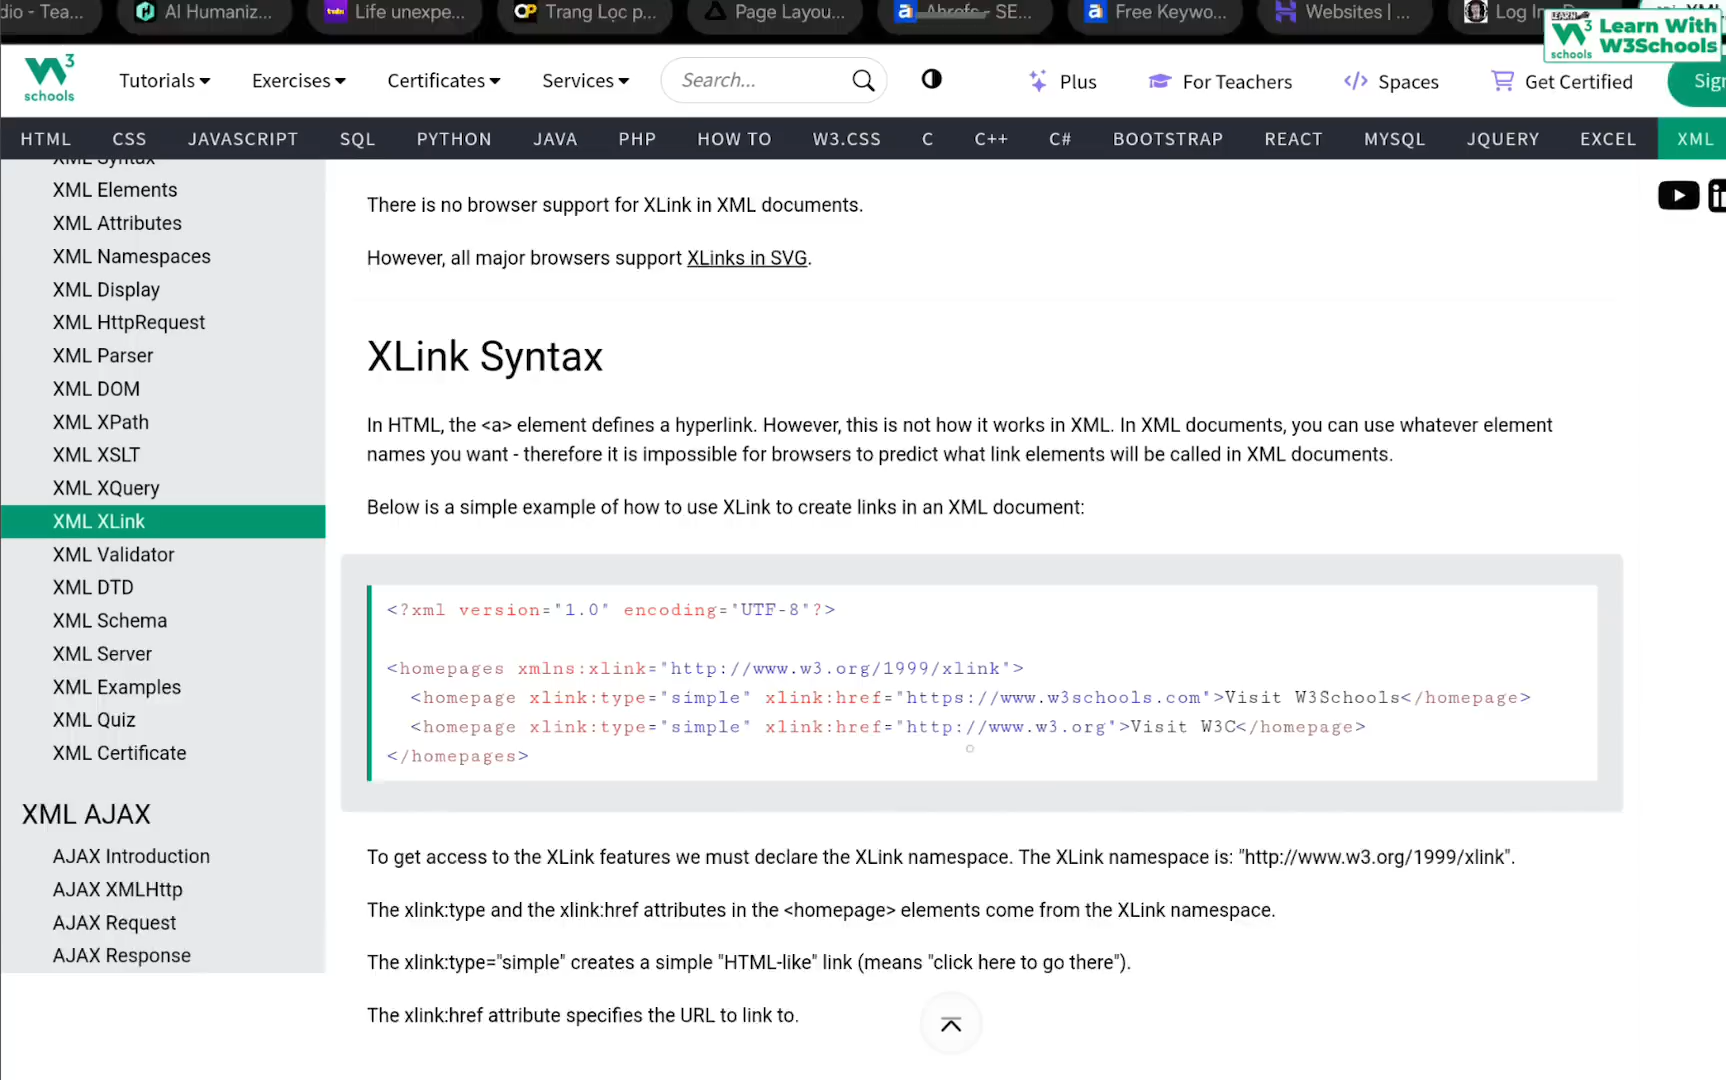 dio - Tea...
AI Humaniz...
Life unexpe...
Trang Lọc p...
Page Layou...
Ahrefs - SE...
Free Keywo...
Websites | ...
Log In
LEARN
W3 schools
Learn With
W3Schools
W3 schools
Tutorials
Exercises
Certificates
Services
Search...
Plus
For Teachers
Spaces
Get Certified
Sign
HTML CSS JAVASCRIPT SQL PYTHON JAVA PHP HOW TO W3.CSS C C++ C# BOOTSTRAP REACT MYSQL JQUERY EXCEL XML
XML Syntax
XML Elements
XML Attributes
XML Namespaces
XML Display
XML HttpRequest
XML Parser
XML DOM
XML XPath
XML XSLT
XML XQuery
XML XLink
XML Validator
XML DTD
XML Schema
XML Server
XML Examples
XML Quiz
XML Certificate
XML AJAX
AJAX Introduction
AJAX XMLHttp
AJAX Request
AJAX Response
There is no browser support for XLink in XML documents.
However, all major browsers support XLinks in SVG.
XLink Syntax
In HTML, the <a> element defines a hyperlink. However, this is not how it works in XML. In XML documents, you can use whatever element
names you want - therefore it is impossible for browsers to predict what link elements will be called in XML documents.
Below is a simple example of how to use XLink to create links in an XML document:
<?xml version="1.0" encoding="UTF-8"?>
<homepages xmlns:xlink="http://www.w3.org/1999/xlink">
<homepage xlink:type="simple" xlink:href="https://www.w3schools.com">Visit W3Schools</homepage>
<homepage xlink:type="simple" xlink:href="http://www.w3.org">Visit W3C</homepage>
</homepages>
To get access to the XLink features we must declare the XLink namespace. The XLink namespace is: "http://www.w3.org/1999/xlink".
The xlink:type and the xlink:href attributes in the <homepage> elements come from the XLink namespace.
The xlink:type="simple" creates a simple "HTML-like" link (means "click here to go there").
The xlink:href attribute specifies the URL to link to.